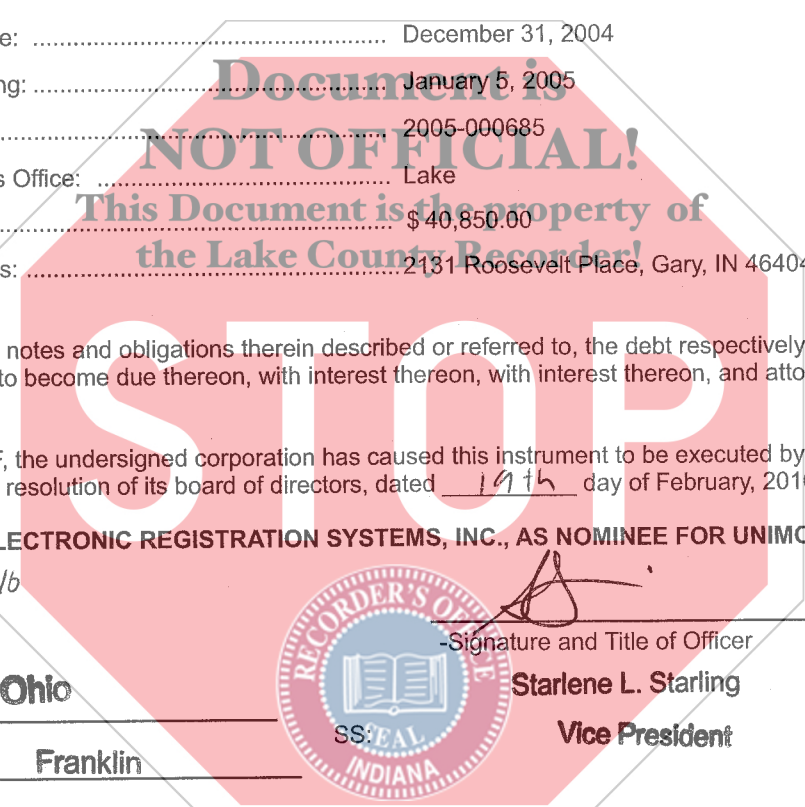 e: ................................................................ December 31, 2004
Document is
ng: ................................................................ January 5, 2005
................................................................ 2005-000685
NOT OFFICIAL!
s Office: ..................................................... Lake
This Document is the property of
................................................................ $40,850.00
the Lake County Recorder!
s: ................................................................ 2131 Roosevelt Place, Gary, IN 46404
STOP
notes and obligations therein described or referred to, the debt respectively
to become due thereon, with interest thereon, with interest thereon, and atto
, the undersigned corporation has caused this instrument to be executed by
resolution of its board of directors, dated 19th day of February, 201
LECTRONIC REGISTRATION SYSTEMS, INC., AS NOMINEE FOR UNIMO
/b
RECORDER'S OFFICE
SEAL
INDIANA
-Signature and Title of Officer
Ohio
Starlene L. Starling
SS:
Vice President
Franklin